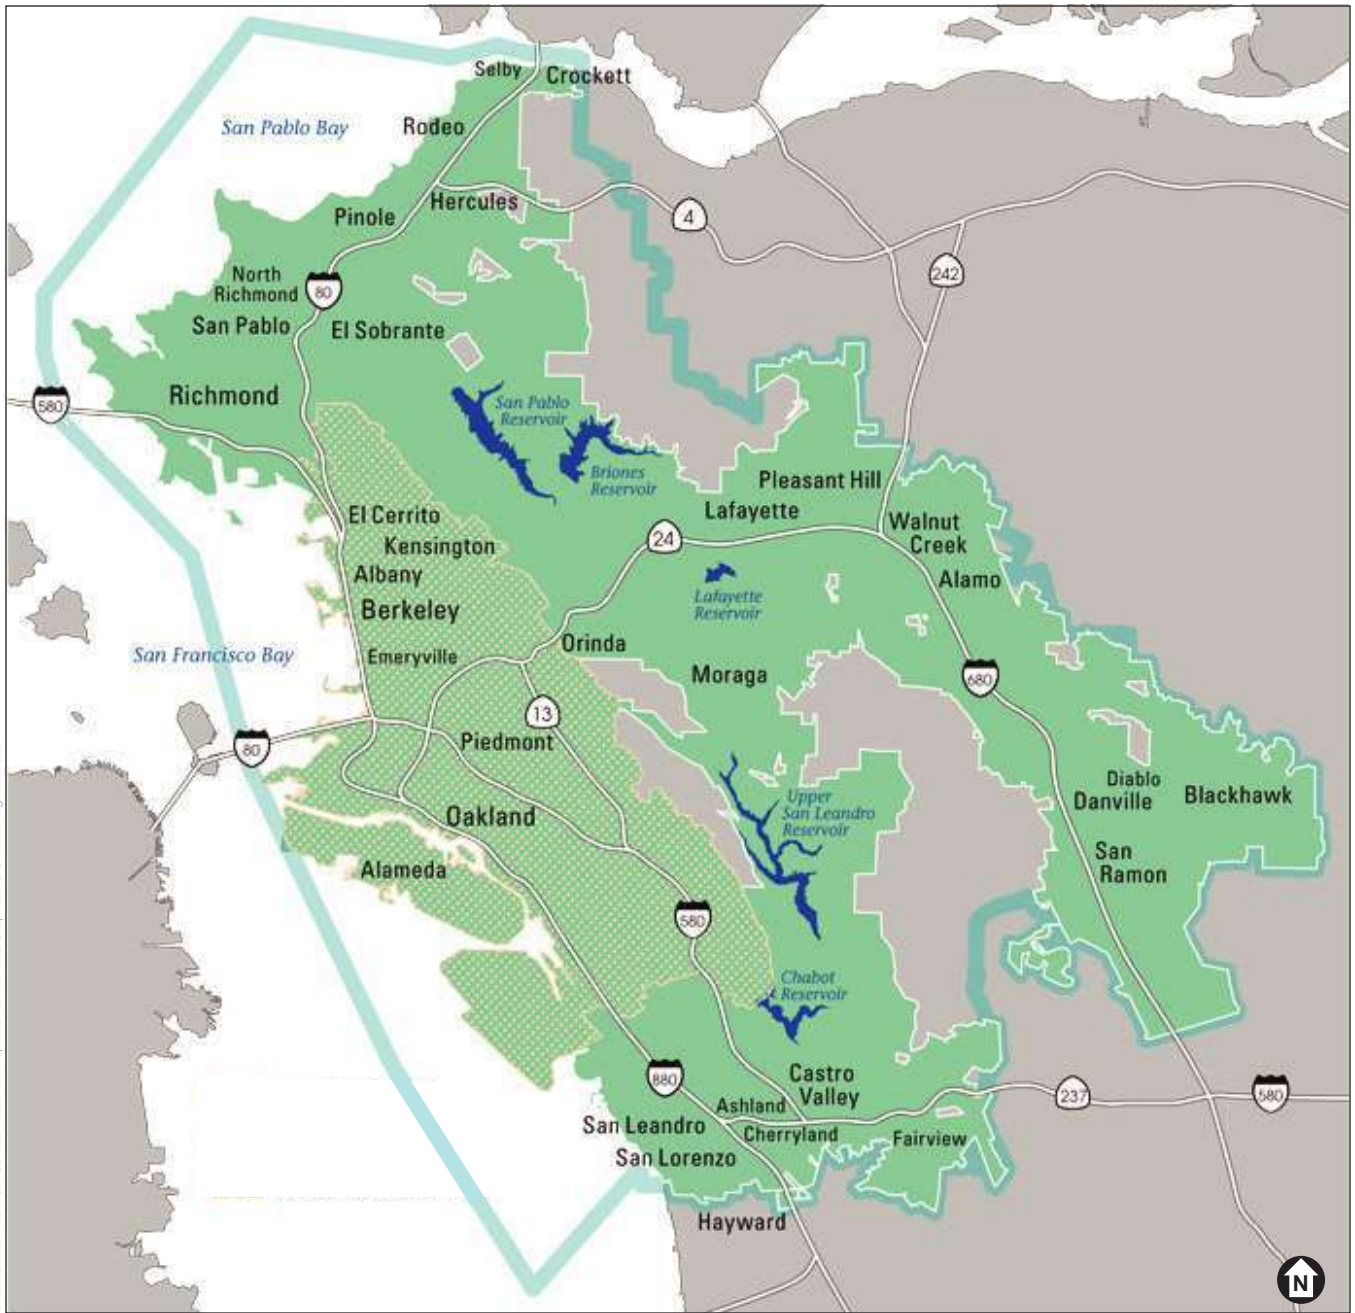 Selby
Crockett
San Pablo Bay
Rodeo
Hercules
Pinole
4
North
Richmond
80
242
San Pablo
El Sobrante
Richmond
580
San Pablo
Reservoir
Briones
Reservoir
Pleasant Hill
Lafayette
El Cerrito
Kensington
24
Walnut
Creek
Albany
Alamo
Berkeley
Lafayette
Reservoir
San Francisco Bay
Emeryville
Orinda
Moraga
680
13
80
Piedmont
Diablo
Danville
Blackhawk
Upper
San Leandro
Reservoir
Oakland
Alameda
San
Ramon
580
Chabot
Reservoir
880
Castro
Valley
237
580
Ashland
San Leandro
Cherryland
Fairview
San Lorenzo
Hayward
N